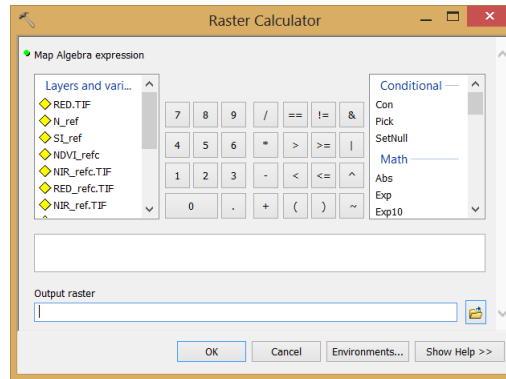 Raster Calculator
Map Algebra expression
Layers and vari...
RED.TIF
N_ref
SI_ref
NDVI_refc
NIR_refc.TIF
RED_refc.TIF
NIR_ref.TIF
7 8 9 / == != &
4 5 6 * > >= |
1 2 3 - < <= ^
0 . + ( ) ~
Conditional
Con
Pick
SetNull
Math
Abs
Exp
Exp10
Output raster
OK Cancel Environments... Show Help >>